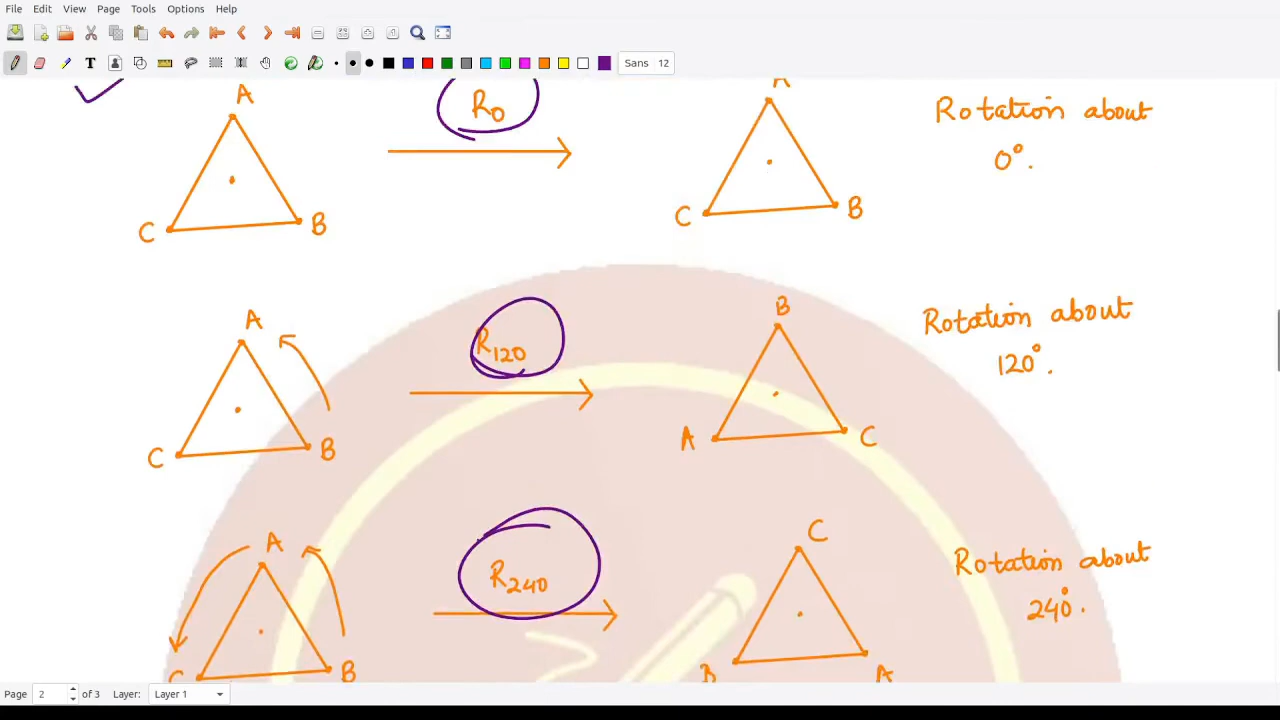 File Edit View Page Tools Options Help
Sans 12
A
R0
A
Rotation about
0°.
C B
C B
A
R120
B
Rotation about
120°.
C B
A C
A
R240
C
Rotation about
240°.
C B
B A
Page 2 of 3 Layer: Layer 1